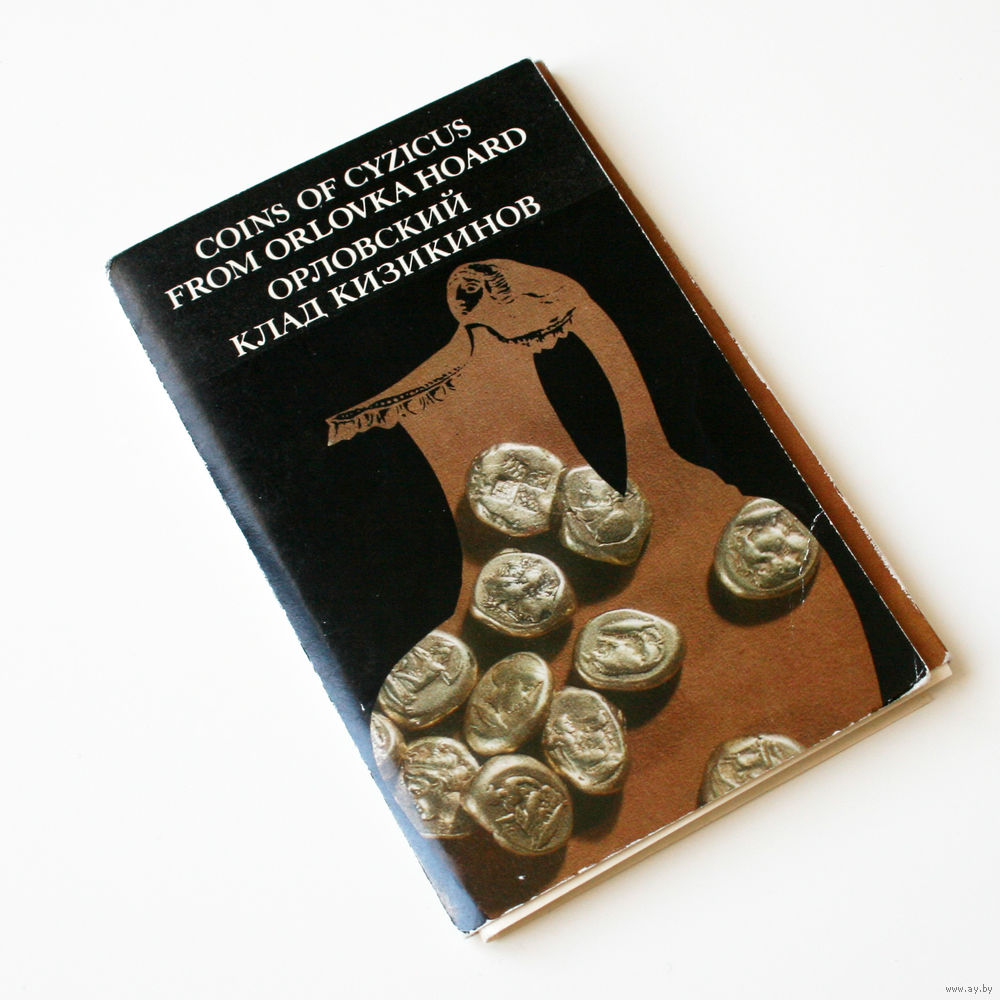 COINS OF CYZICUS
FROM ORLOVKA HOARD
ОРЛОВСКИЙ
КЛАД КИЗИКИНОВ
www.ay.by